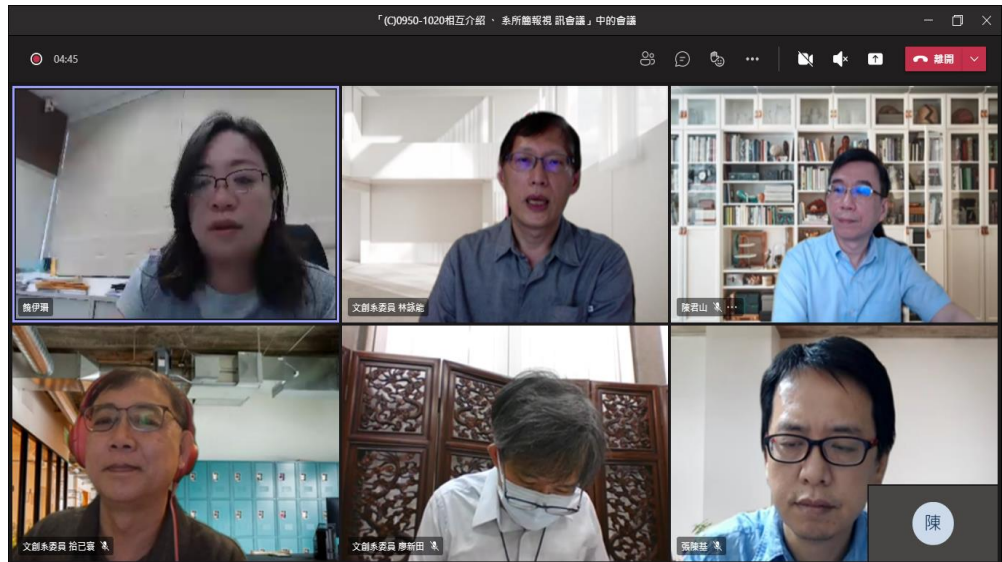 「(C)0950-1020相互介紹 、 系所簡報視 訊會議」中的會議
04:45
離開
饒伊珊
文創系委員 林詠能
陳君山
文創系委員 拾己寰
文創系委員 廖新田
張陳基
陳